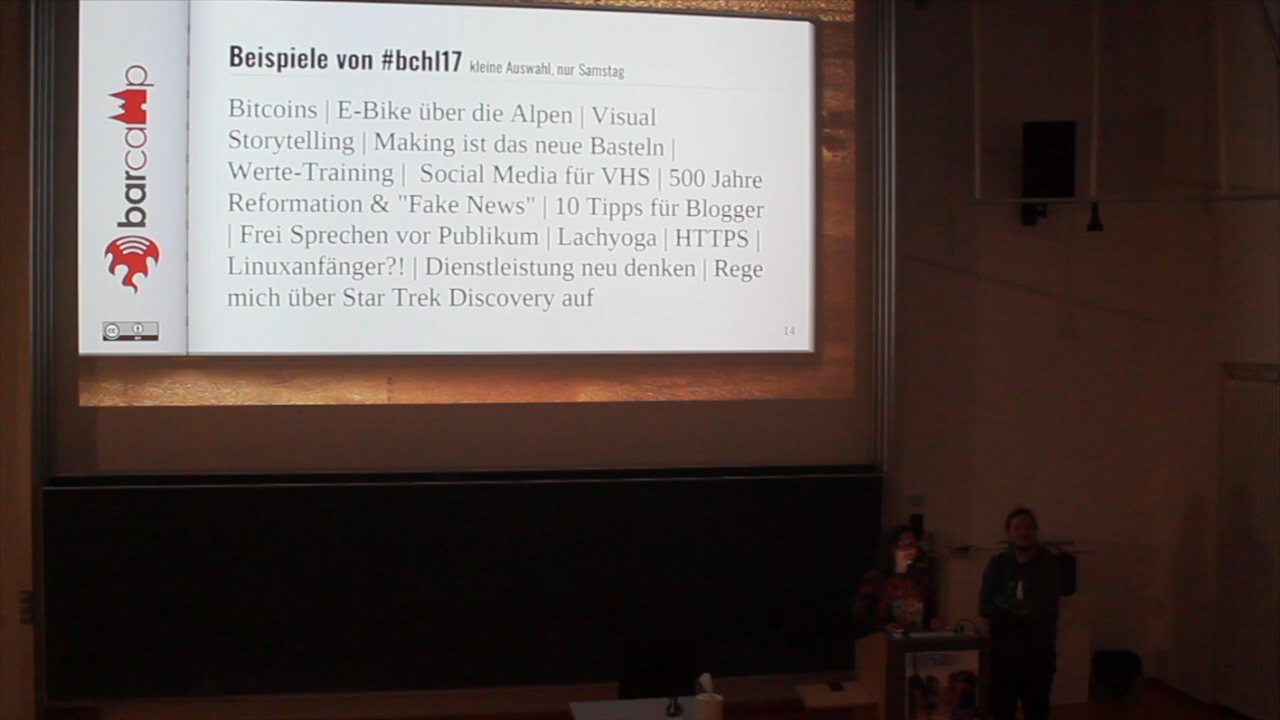 Beispiele von #bchl17 kleine Auswahl, nur Samstag
Bitcoins | E-Bike über die Alpen | Visual
Storytelling | Making ist das neue Basteln |
Werte-Training | Social Media für VHS | 500 Jahre
Reformation & "Fake News" | 10 Tipps für Blogger
| Frei Sprechen vor Publikum | Lachyoga | HTTPS |
Linuxanfänger?! | Dienstleistung neu denken | Rege
mich über Star Trek Discovery auf
14
barcamp
cc